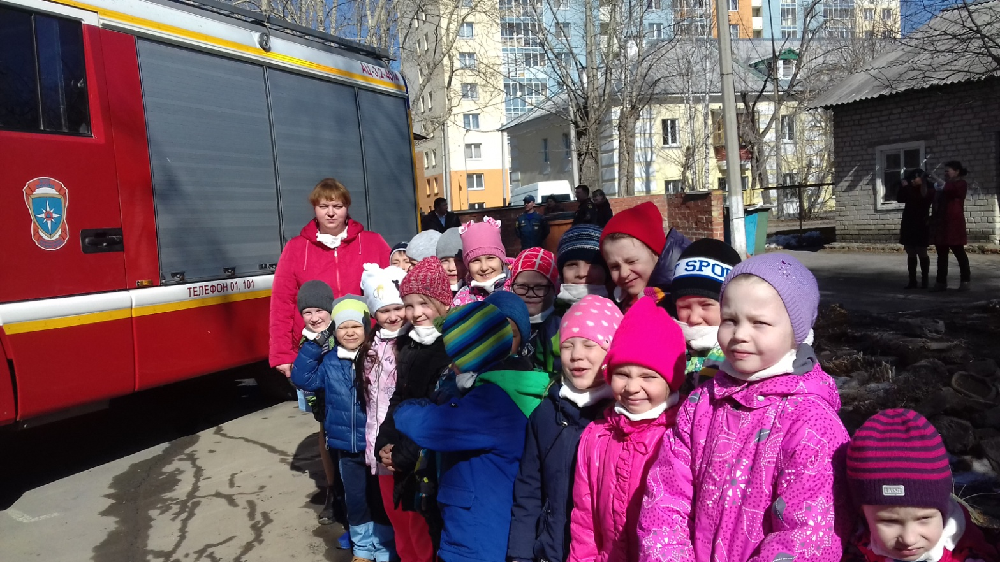 АЦ-3,2-40/4
ТЕЛЕФОН 01, 101
SPOR
LASSIE